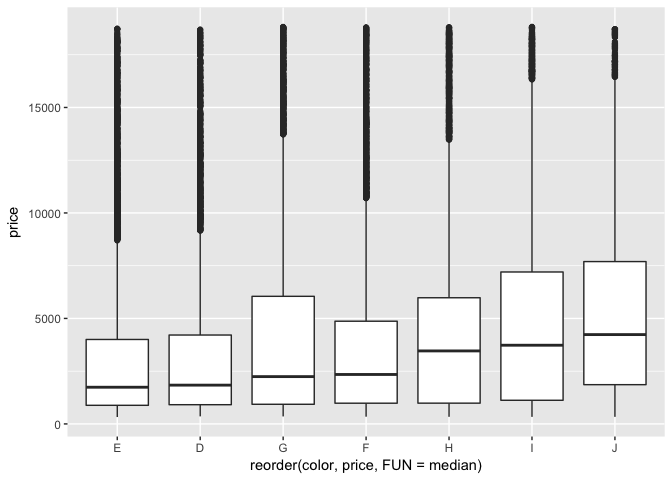 15000
10000
5000
0
price
E D G F H I J
reorder(color, price, FUN = median)